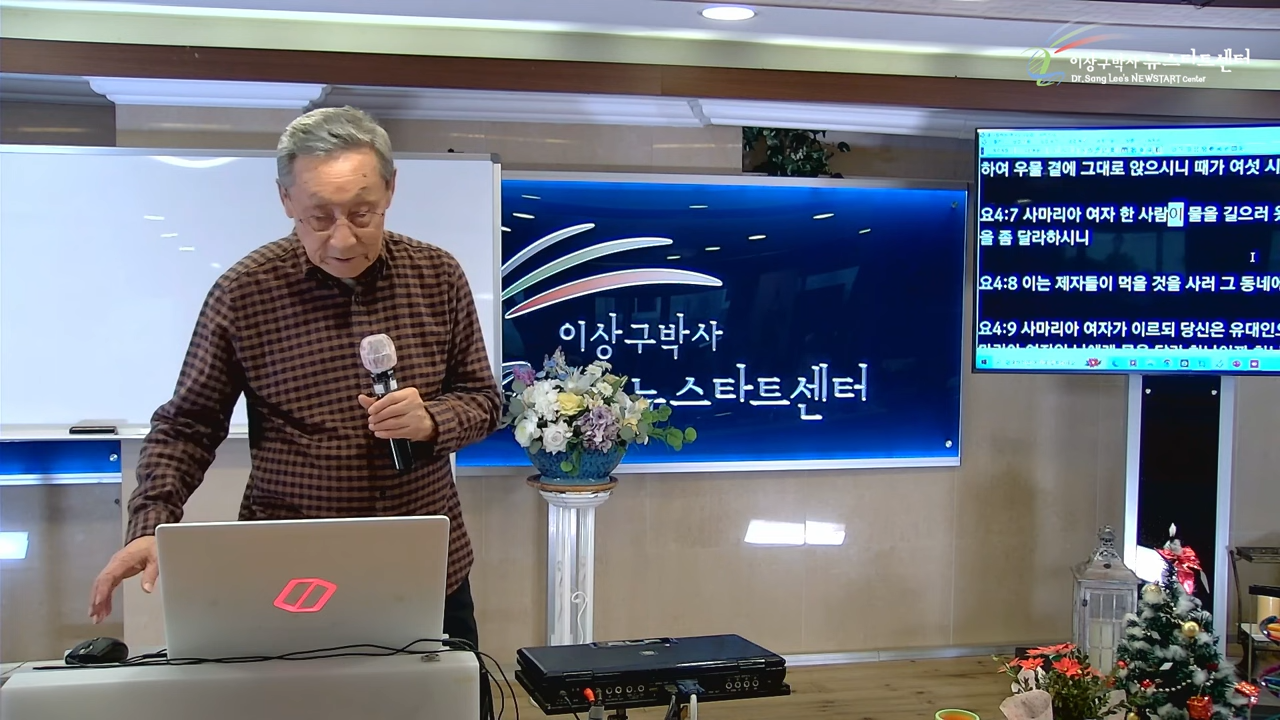 이상구박사 뉴스타트센터
Dr. Sang Lee's NEWSTART Center
하여 우물 곁에 그대로 앉으시니 때가 여섯 시
요4:7 사마리아 여자 한 사람이 물을 길으러
을 좀 달라하시니
요4:8 이는 제자들이 먹을 것을 사러 그 동네에
요4:9 사마리아 여자가 이르되 당신은 유대인으
이상구박사
뉴스타트센터